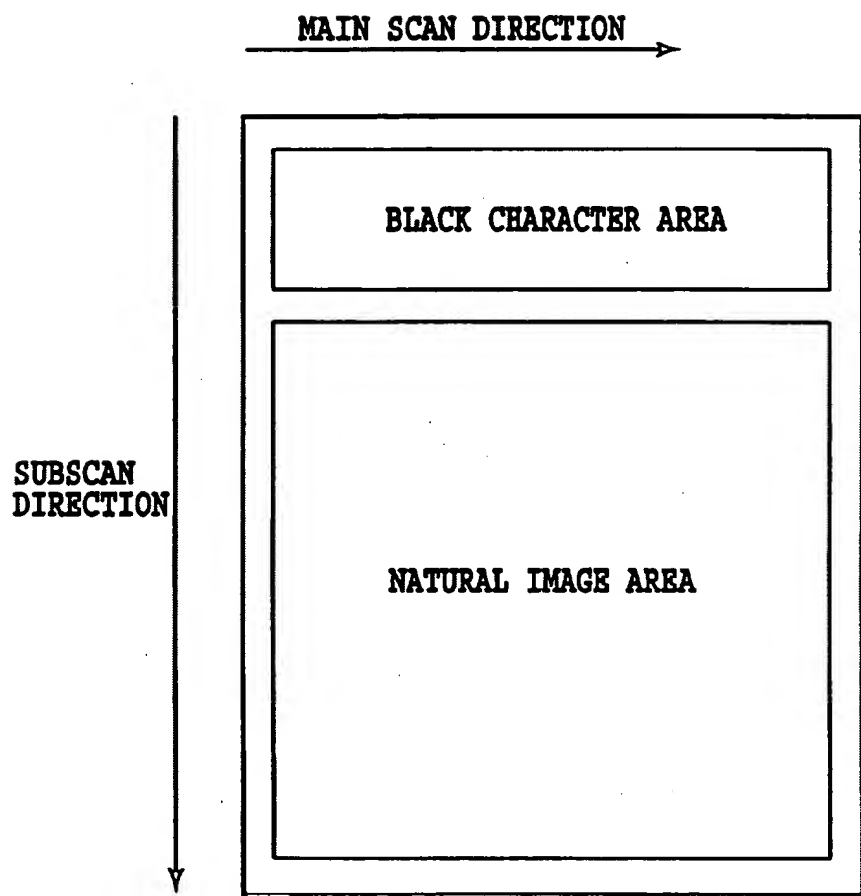 MAIN SCAN DIRECTION
BLACK CHARACTER AREA
SUBSCAN
DIRECTION
NATURAL IMAGE AREA